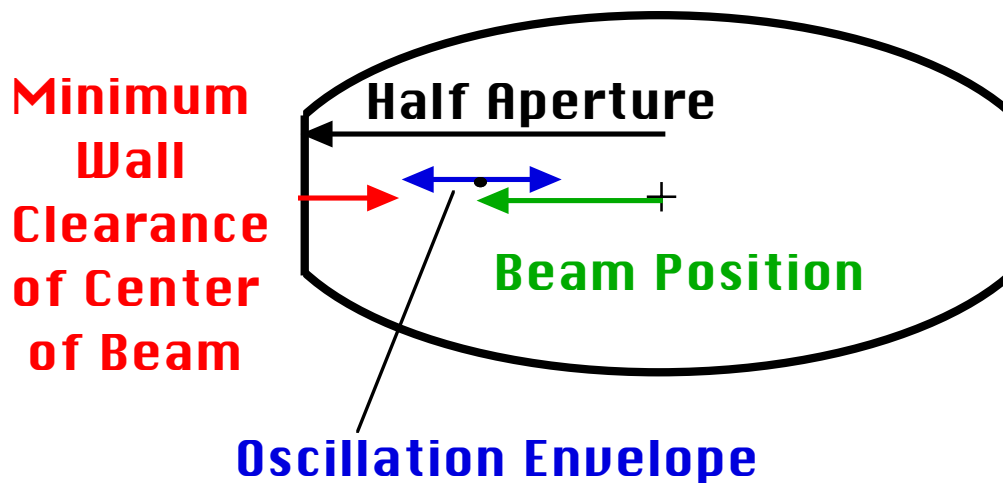 Minimum
Wall
Clearance
of Center
of Beam
Half Aperture
Beam Position
Oscillation Envelope